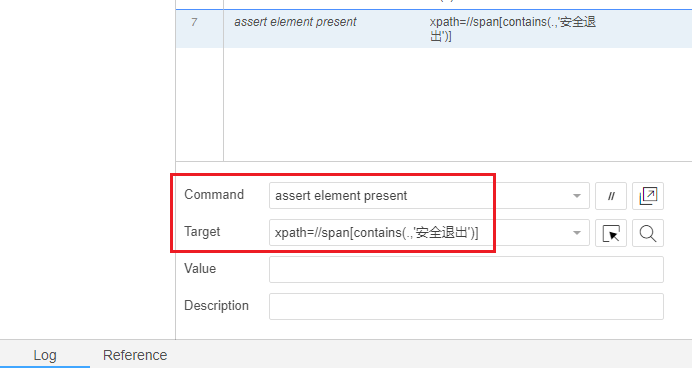 7 assert element present xpath=//span[contains(.,'安全退
出')]
Command assert element present //
Target xpath=//span[contains(.,'安全退出')]
Value
Description
Log Reference